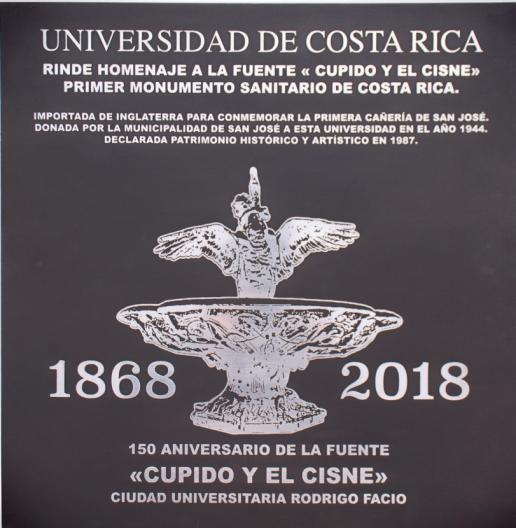 UNIVERSIDAD DE COSTA RICA
RINDE HOMENAJE A LA FUENTE « CUPIDO Y EL CISNE»
PRIMER MONUMENTO SANITARIO DE COSTA RICA.
IMPORTADA DE INGLATERRA PARA CONMEMORAR LA PRIMERA CAÑERÍA DE SAN JOSÉ.
DONADA POR LA MUNICIPALIDAD DE SAN JOSÉ A ESTA UNIVERSIDAD EN EL AÑO 1944.
DECLARADA PATRIMONIO HISTÓRICO Y ARTÍSTICO EN 1987.
1868 2018
150 ANIVERSARIO DE LA FUENTE
«CUPIDO Y EL CISNE»
CIUDAD UNIVERSITARIA RODRIGO FACIO